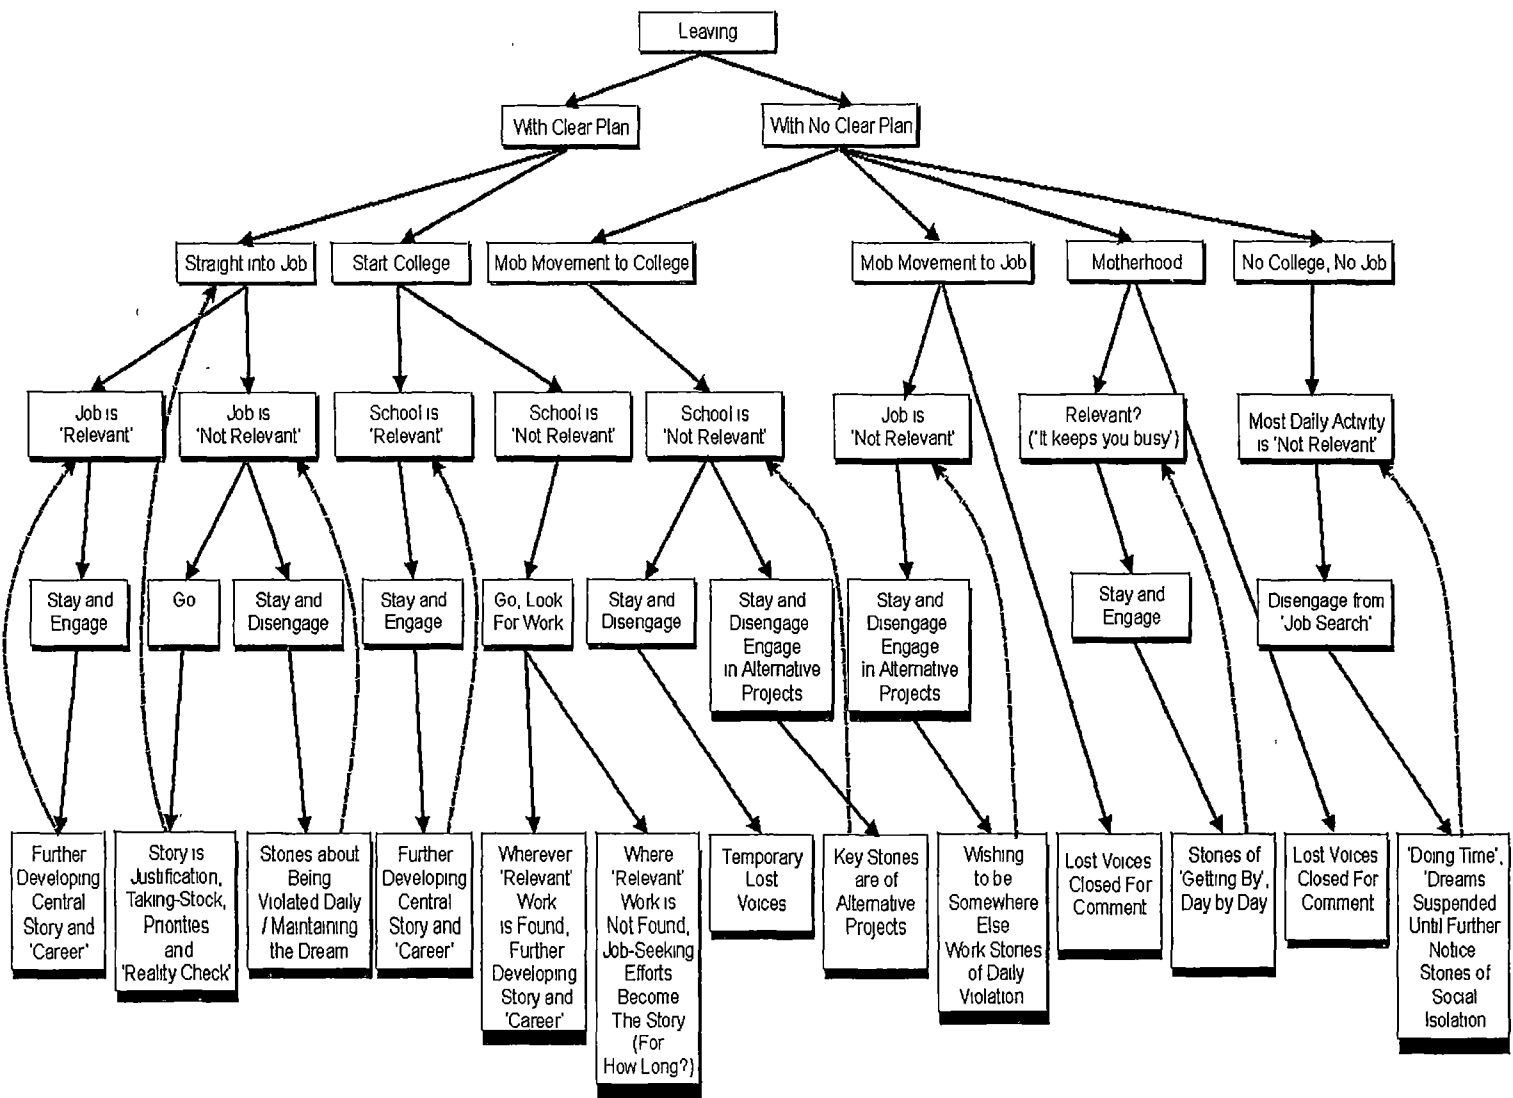 Leaving
With Clear Plan
With No Clear Plan
Straight into Job
Start College
Mob Movement to College
Mob Movement to Job
Motherhood
No College, No Job
Job is
'Relevant'
Job is
'Not Relevant'
School is
'Relevant'
School is
'Not Relevant'
School is
'Not Relevant'
Job is
'Not Relevant'
Relevant?
('It keeps you busy')
Most Daily Activity
is 'Not Relevant'
Stay and
Engage
Go
Stay and
Disengage
Stay and
Engage
Go, Look
For Work
Stay and
Disengage
Stay and
Disengage
Engage
in Alternative
Projects
Stay and
Disengage
Engage
in Alternative
Projects
Stay and
Engage
Disengage from
'Job Search'
Further
Developing
Central
Story and
'Career'
Story is
Justification,
Taking-Stock,
Priorities
and
'Reality Check'
Stories about
Being
Violated Daily
/ Maintaining
the Dream
Further
Developing
Central
Story and
'Career'
Wherever
'Relevant'
Work
is Found,
Further
Developing
Story and
'Career'
Where
'Relevant'
Work is
Not Found,
Job-Seeking
Efforts
Become
The Story
(For
How Long?)
Temporary
Lost
Voices
Key Stories
are of
Alternative
Projects
Wishing
to be
Somewhere
Else
Work Stories
of Daily
Violation
Lost Voices
Closed For
Comment
Stories of
'Getting By',
Day by Day
Lost Voices
Closed For
Comment
'Doing Time',
'Dreams
Suspended
Until Further
Notice
Stories of
Social
Isolation